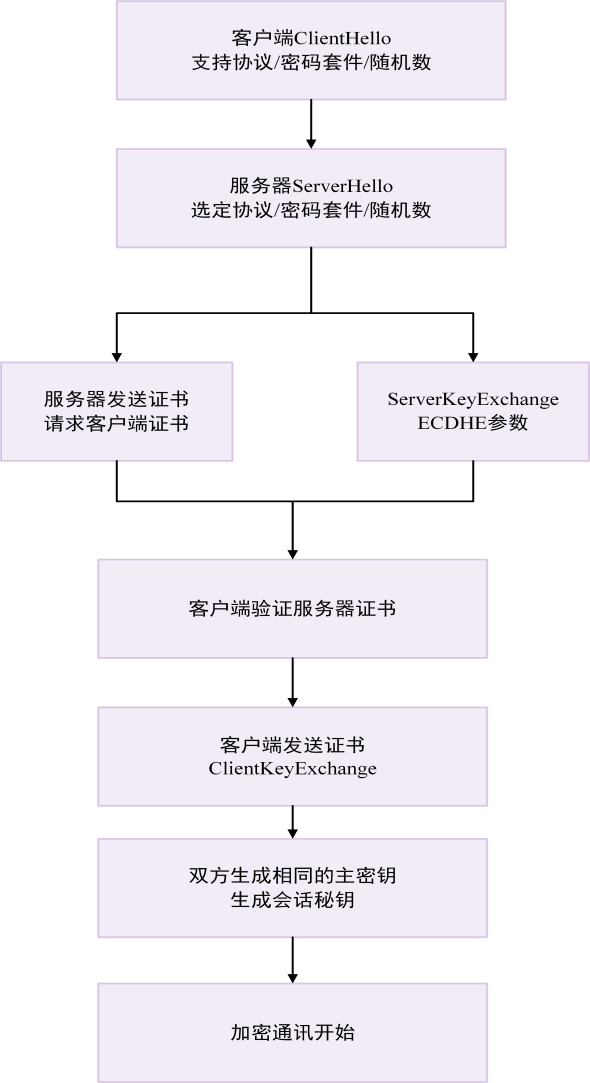 客户端ClientHello
支持协议/密码套件/随机数
服务器ServerHello
选定协议/密码套件/随机数
服务器发送证书
请求客户端证书
ServerKeyExchange
ECDHE参数
客户端验证服务器证书
客户端发送证书
ClientKeyExchange
双方生成相同的主密钥
生成会话秘钥
加密通讯开始